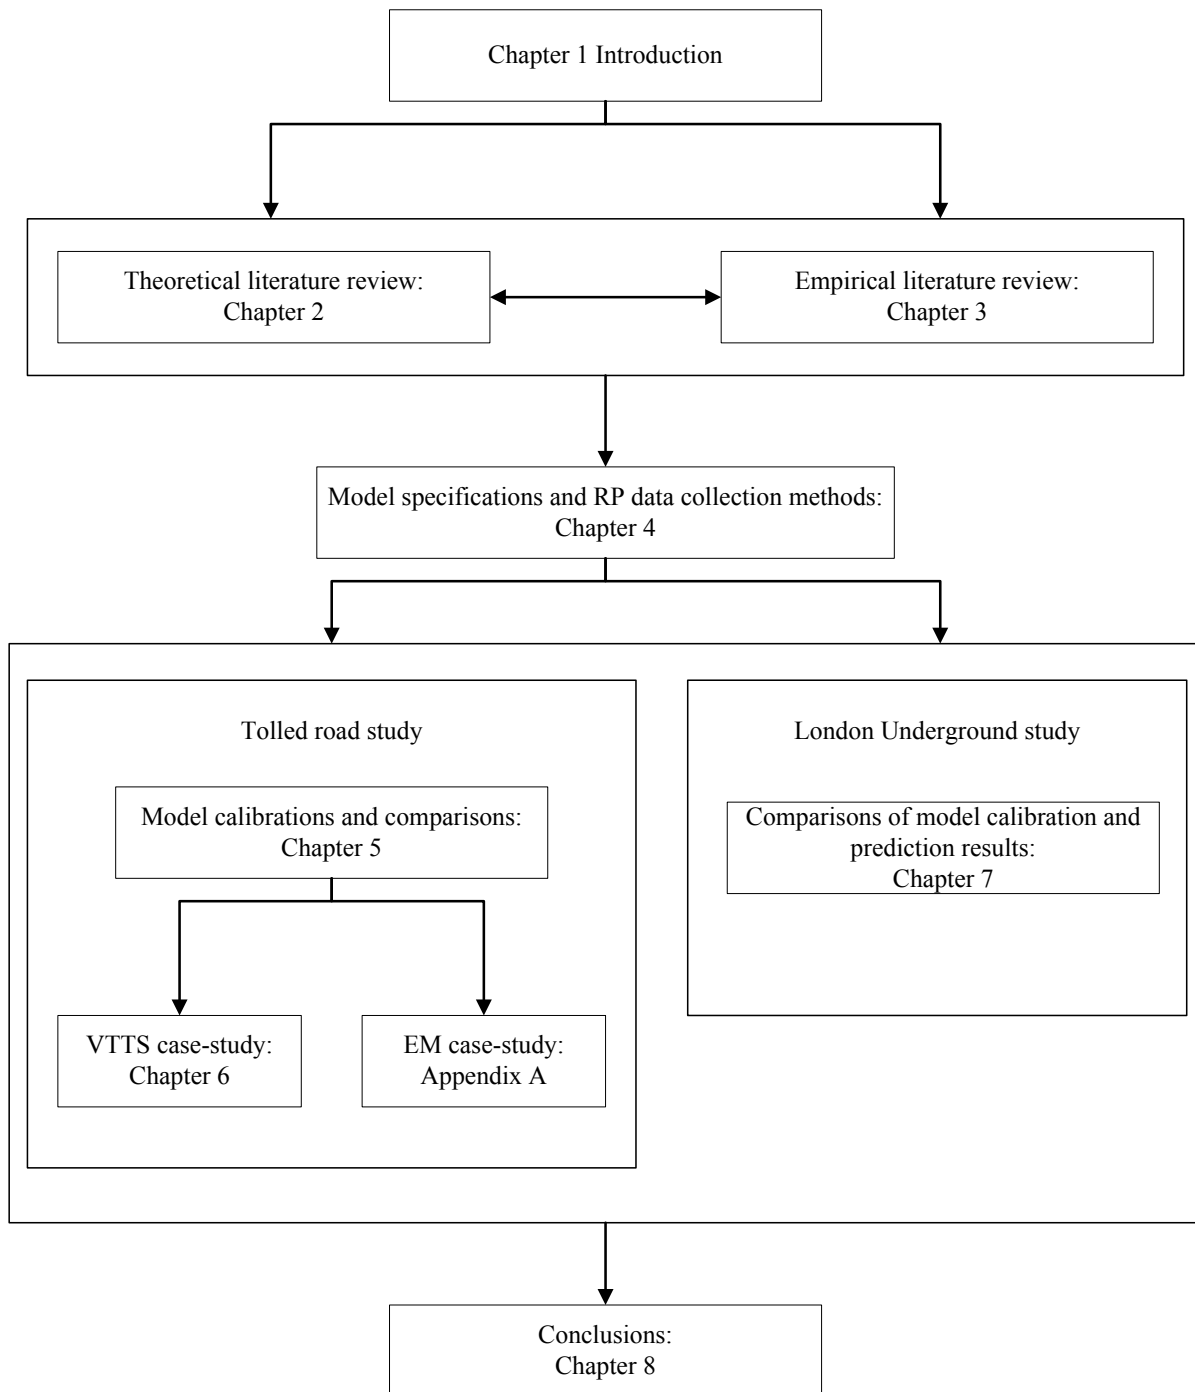 Chapter 1 Introduction
Theoretical literature review:
Chapter 2
Empirical literature review:
Chapter 3
Model specifications and RP data collection methods:
Chapter 4
Tolled road study
Model calibrations and comparisons:
Chapter 5
VTTS case-study:
Chapter 6
EM case-study:
Appendix A
London Underground study
Comparisons of model calibration and
prediction results:
Chapter 7
Conclusions:
Chapter 8